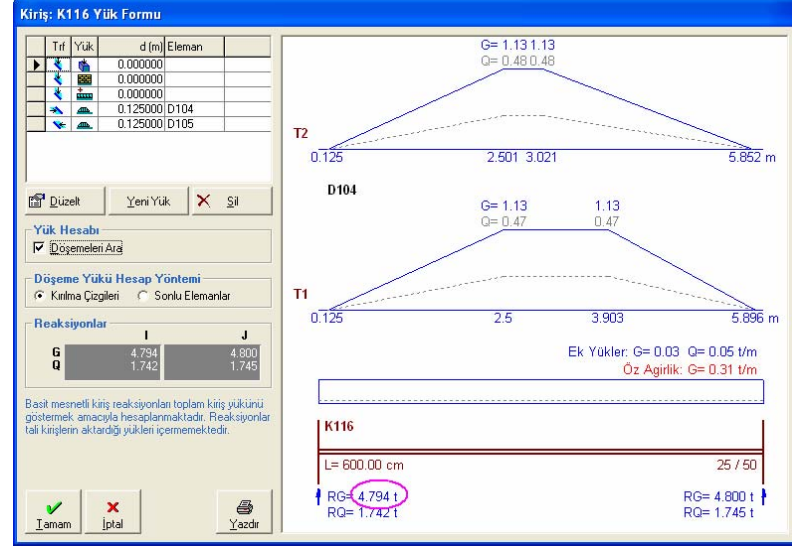 Kiriş: K116 Yük Formu
Trf Yük d (m) Eleman
0.000000
0.000000
0.000000
0.125000 D104
0.125000 D105
Düzelt Yeni Yük Sil
Yük Hesabı
Döşemeleri Ara
Döşeme Yükü Hesap Yöntemi
Kırılma Çizgileri Sonlu Elemanlar
Reaksiyonlar
I J
G 4.794 4.800
Q 1.742 1.745
Basit mesnetli kiriş reaksiyonları toplam kiriş yükünü
göstermek amacıyla hesaplanmaktadır. Reaksiyonlar
tali kirişlerin aktardığı yükleri içermemektedir.
Tamam İptal Yazdır
G= 1.13 1.13
Q= 0.48 0.48
T2
0.125 2.501 3.021 5.852 m
D104
G= 1.13 1.13
Q= 0.47 0.47
T1
0.125 2.5 3.903 5.896 m
Ek Yükler: G= 0.03 Q= 0.05 t/m
Öz Agirlik: G= 0.31 t/m
K116
L= 600.00 cm 25 / 50
RG= 4.794 t RG= 4.800 t
RQ= 1.742 t RQ= 1.745 t